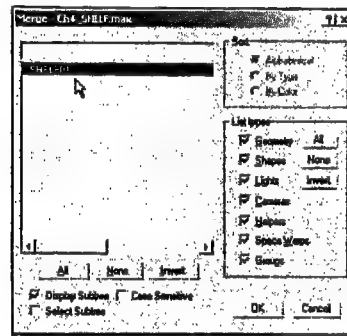 Merge - Ch4_SHELF.max
SHELF01
Sort
Alphabetical
By Type
By Color
List types
Geometry All
Shapes None
Lights Invert
Cameras
Helpers
Space Warps
Groups
All None Invert
Display Subtree Case Sensitive
Select Subtree
OK Cancel